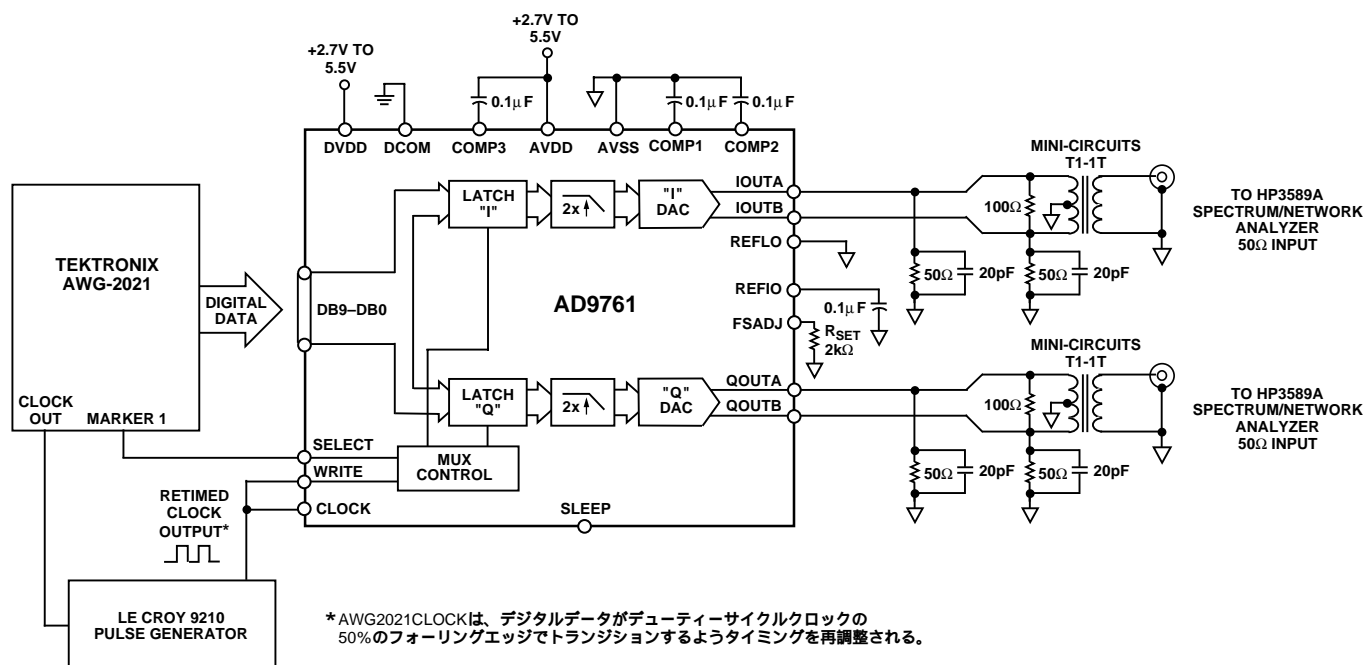 +2.7V TO
5.5V
+2.7V TO
5.5V
0.1μF
0.1μF
0.1μF
DVDD
DCOM
COMP3
AVDD
AVSS
COMP1
COMP2
MINI-CIRCUITS
T1-1T
TEKTRONIX
AWG-2021
DIGITAL
DATA
DB9–DB0
LATCH
"I"
2x
"I"
DAC
IOUTA
IOUTB
REFLO
REFIO
FSADJ
AD9761
100Ω
50Ω
20pF
50Ω
20pF
TO HP3589A
SPECTRUM/NETWORK
ANALYZER
50Ω INPUT
0.1μF
RSET
2kΩ
MINI-CIRCUITS
T1-1T
LATCH
"Q"
2x
"Q"
DAC
QOUTA
QOUTB
100Ω
50Ω
20pF
50Ω
20pF
TO HP3589A
SPECTRUM/NETWORK
ANALYZER
50Ω INPUT
CLOCK
OUT
MARKER 1
SELECT
WRITE
CLOCK
MUX
CONTROL
SLEEP
RETIMED
CLOCK
OUTPUT*
LE CROY 9210
PULSE GENERATOR
*AWG2021CLOCKは、デジタルデータがデューティーサイクルクロックの
50%のフォーリングエッジでトランジションするようタイミングを再調整される。